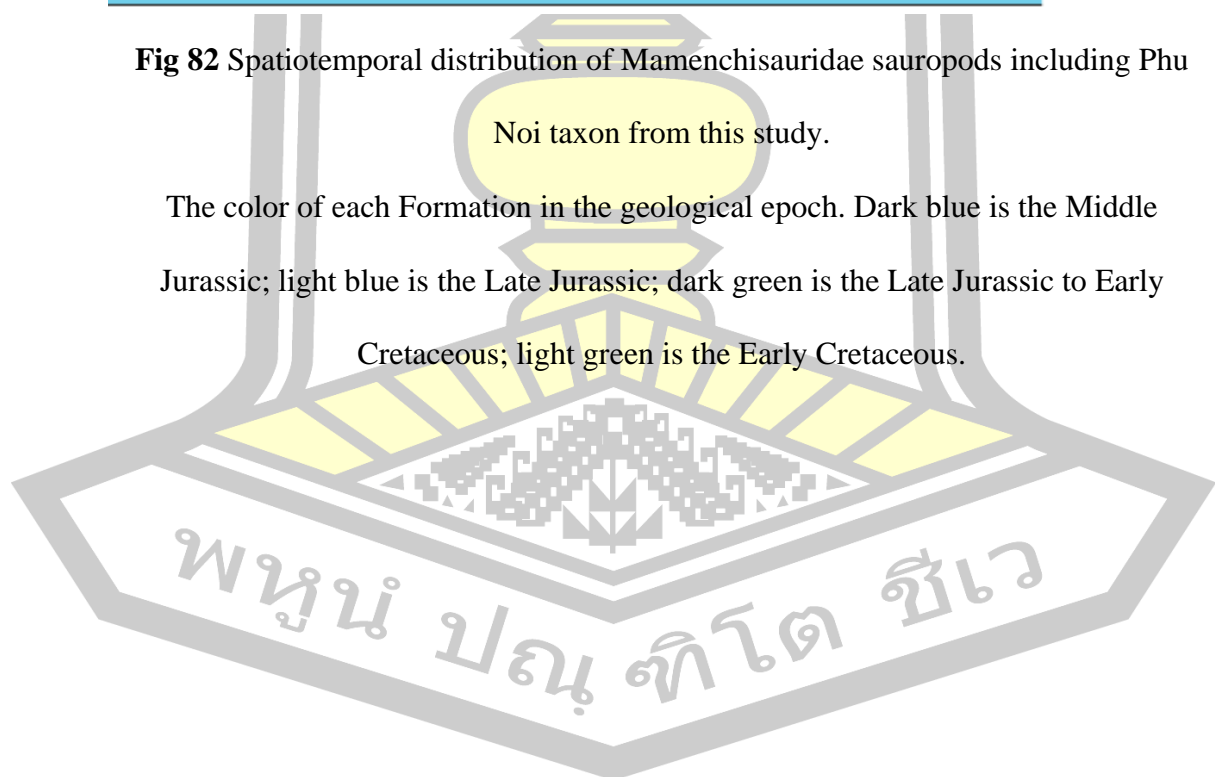 Fig 82 Spatiotemporal distribution of Mamenchisauridae sauropods including Phu
Noi taxon from this study.
The color of each Formation in the geological epoch. Dark blue is the Middle
Jurassic; light blue is the Late Jurassic; dark green is the Late Jurassic to Early
Cretaceous; light green is the Early Cretaceous.
พหูนํ ปณฺฑิโต ชีเว